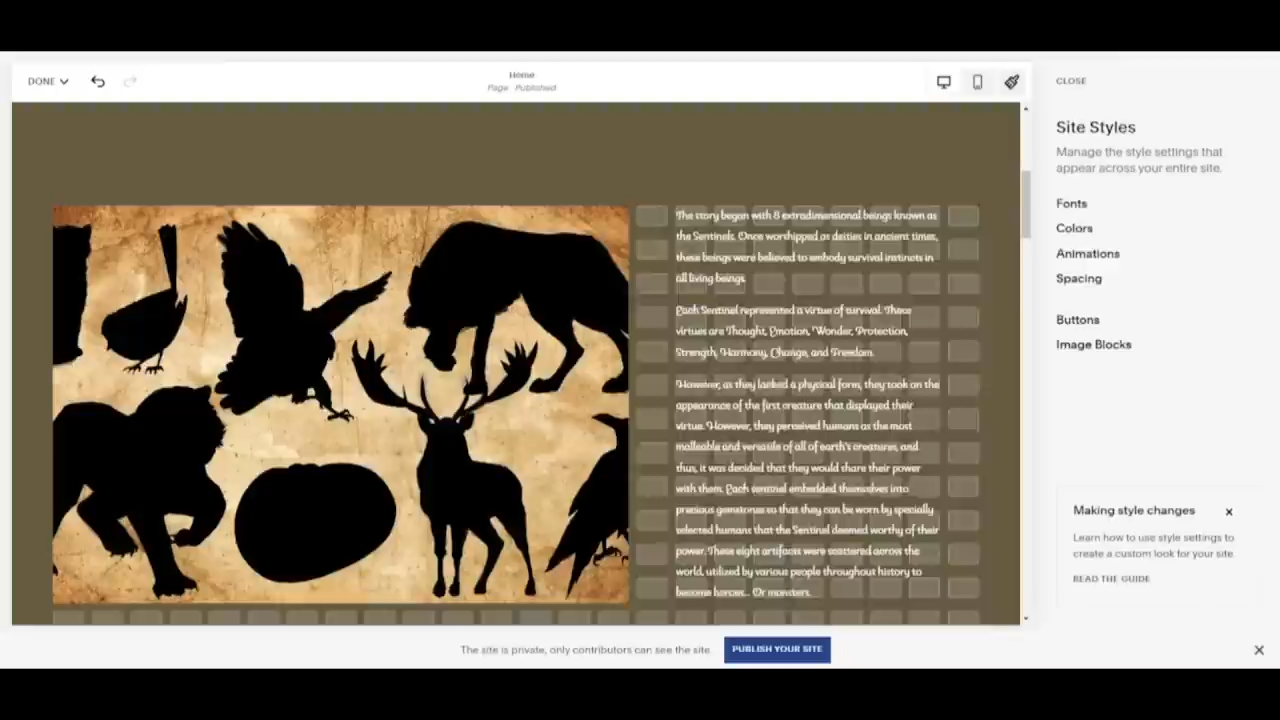 DONE
Home
Page · Published
CLOSE
Site Styles
Manage the style settings that
appear across your entire site.
Fonts
Colors
Animations
Spacing
Buttons
Image Blocks
The story began with 8 extradimensional beings known as
the Sentinels. Once worshipped as deities in ancient times,
these beings were believed to embody survival instincts in
all living beings.
Each Sentinel represented a virtue of survival. These
virtues are Thought, Emotion, Wonder, Protection,
Strength, Harmony, Change, and Freedom.
However, as they lacked a physical form, they took on the
appearance of the first creature that displayed their
virtue. However, they perceived humans as the most
malleable and versatile of all of earth's creatures, and
thus, it was decided that they would share their power
with them. Each sentinel embedded themselves into
precious gemstones so that they can be worn by specially
selected humans that the Sentinel deemed worthy of their
power. These eight artifacts were scattered across the
world, utilized by various people throughout history to
become heroes... Or monsters.
Making style changes
Learn how to use style settings to
create a custom look for your site.
READ THE GUIDE
The site is private, only contributors can see the site.
PUBLISH YOUR SITE